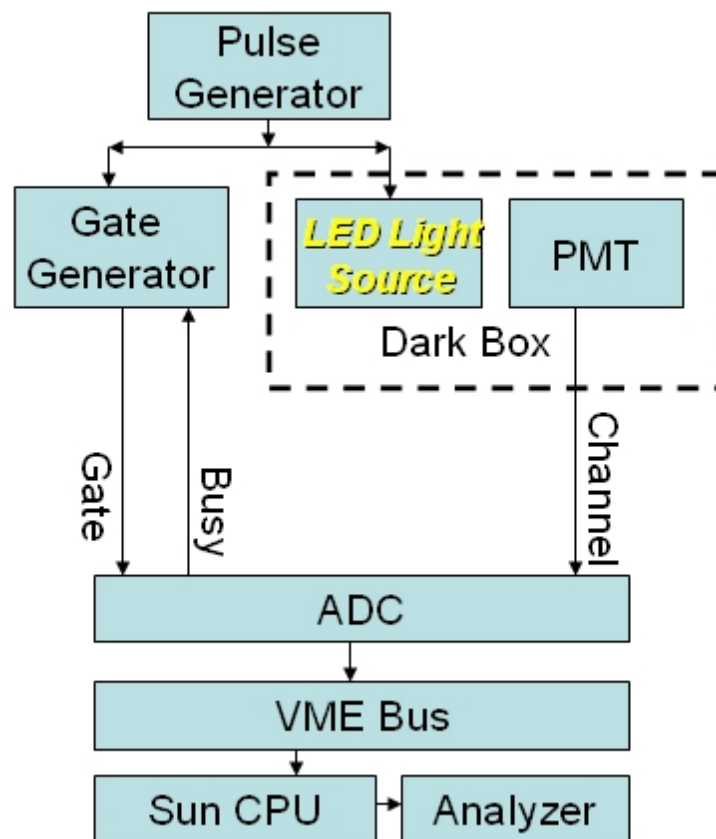 Pulse
Generator
Gate
Generator
LED Light
Source
PMT
Dark Box
Gate
Busy
Channel
ADC
VME Bus
Sun CPU
Analyzer